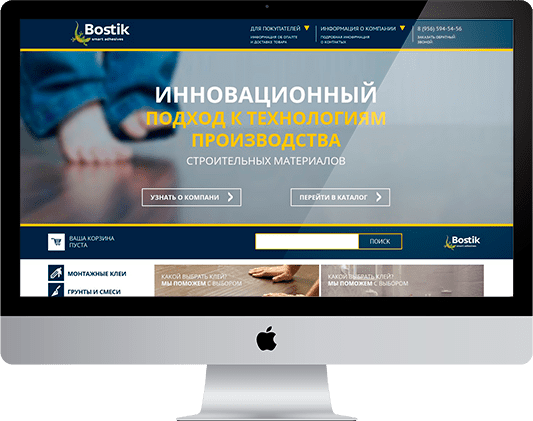 Bostik
smart adhesives
ДЛЯ ПОКУПАТЕЛЕЙ
ИНФОРМАЦИЯ ОБ ОПЛАТЕ
И ДОСТАВКЕ ТОВАРА
ИНФОРМАЦИЯ О КОМПАНИИ
ПОДРОБНАЯ ИНФОРМАЦИЯ
О КОНТАКТАХ
8 (956) 594-54-56
ЗАКАЗАТЬ ОБРАТНЫЙ
ЗВОНОК
ИННОВАЦИОННЫЙ
ПОДХОД К ТЕХНОЛОГИЯМ
ПРОИЗВОДСТВА
СТРОИТЕЛЬНЫХ МАТЕРИАЛОВ
УЗНАТЬ О КОМПАНИ
ПЕРЕЙТИ В КАТАЛОГ
ВАША КОРЗИНА
ПУСТА
ПОИСК
Bostik
smart adhesives
МОНТАЖНЫЕ КЛЕИ
ГРУНТЫ И СМЕСИ
КАКОЙ ВЫБРАТЬ КЛЕЙ?
МЫ ПОМОЖЕМ С ВЫБОРОМ
КАКОЙ ВЫБРАТЬ КЛЕЙ?
МЫ ПОМОЖЕМ С ВЫБОРОМ